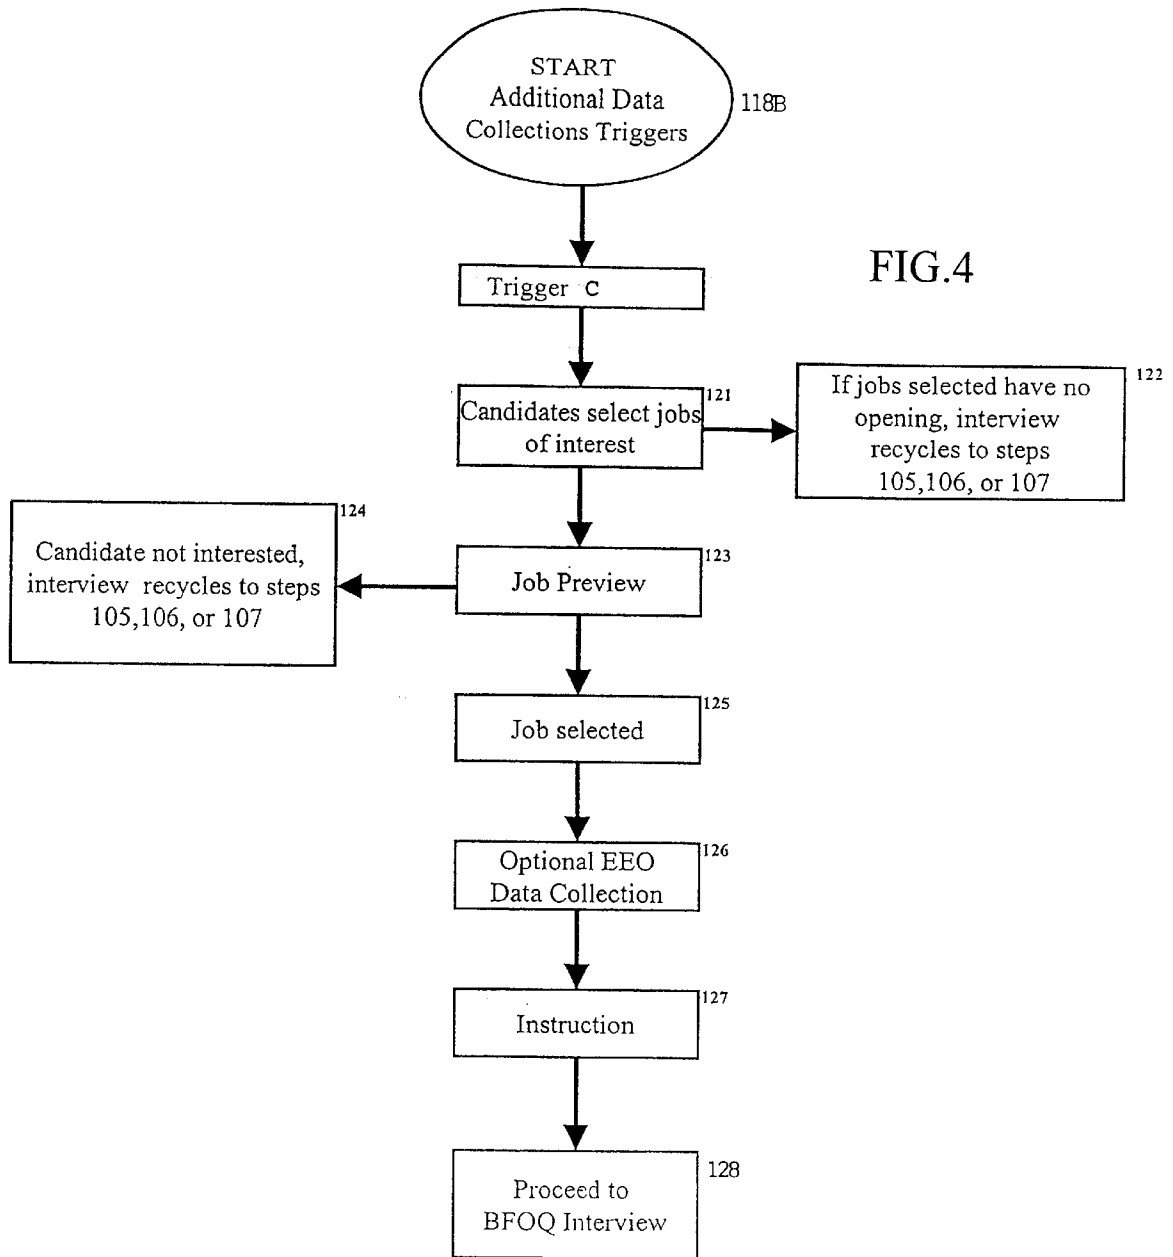 START
Additional Data
Collections Triggers
118B
FIG.4
Trigger C
121
Candidates select jobs
of interest
122
If jobs selected have no
opening, interview
recycles to steps
105,106, or 107
124
Candidate not interested,
interview recycles to steps
105,106, or 107
123
Job Preview
125
Job selected
126
Optional EEO
Data Collection
127
Instruction
128
Proceed to
BFOQ Interview